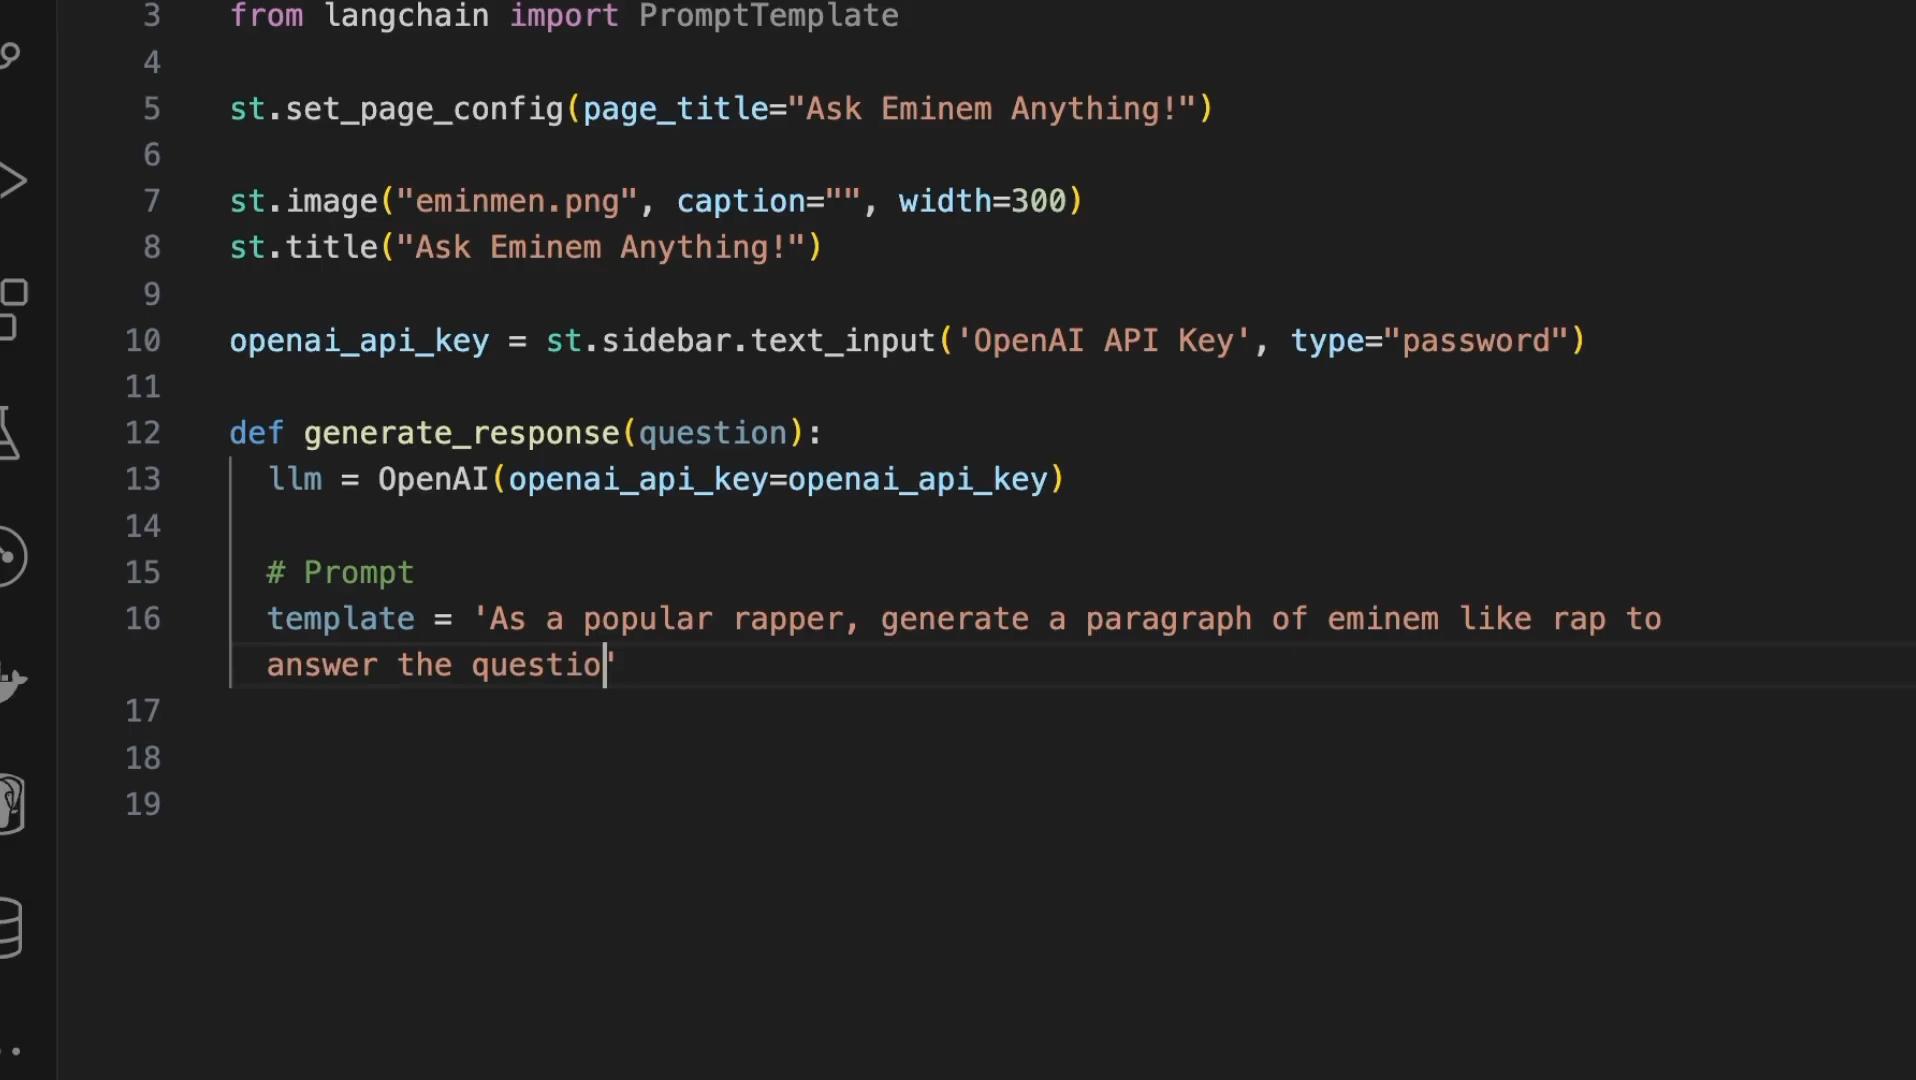 3 from langchain import PromptTemplate
4
5 st.set_page_config(page_title="Ask Eminem Anything!")
6
7 st.image("eminmen.png", caption="", width=300)
8 st.title("Ask Eminem Anything!")
9
10 openai_api_key = st.sidebar.text_input('OpenAI API Key', type="password")
11
12 def generate_response(question):
13 llm = OpenAI(openai_api_key=openai_api_key)
14
15 # Prompt
16 template = 'As a popular rapper, generate a paragraph of eminem like rap to
answer the questio'
17
18
19